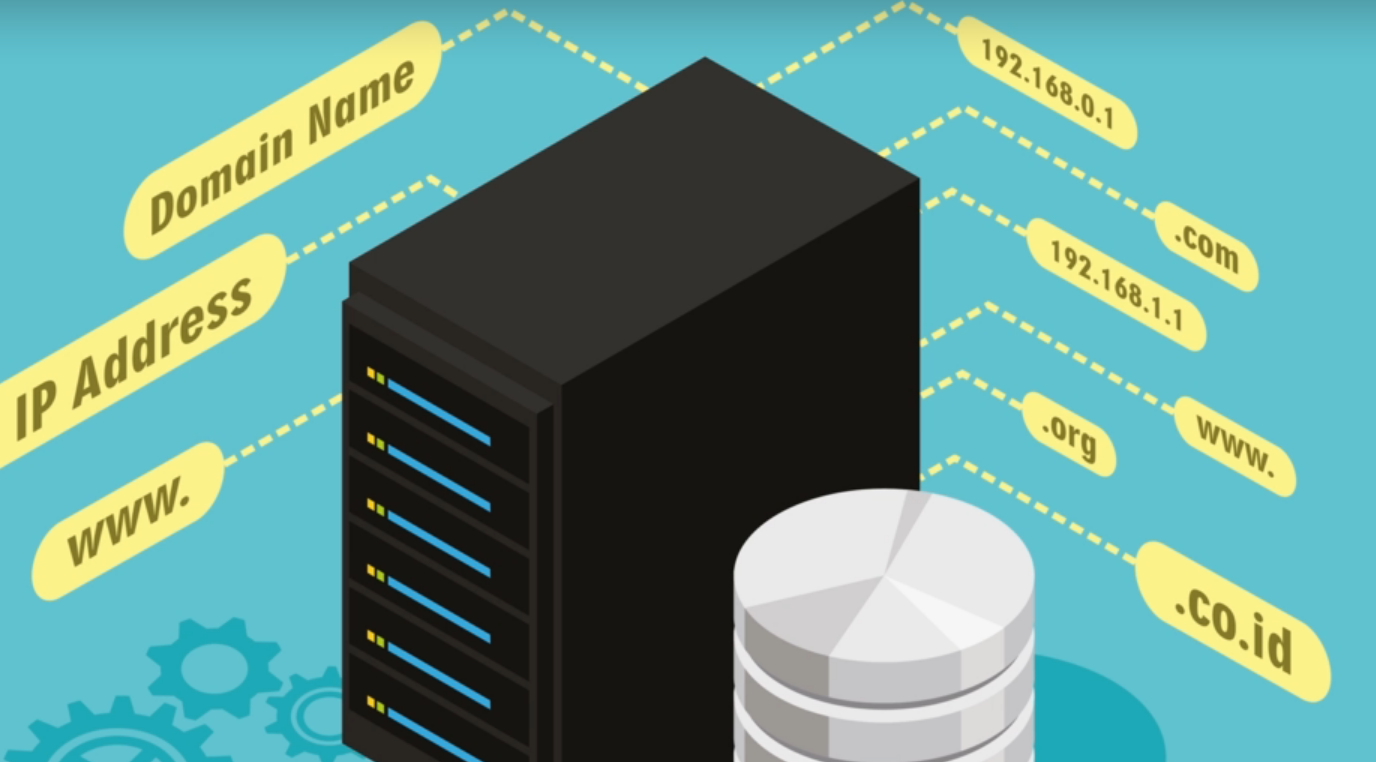 Domain Name
IP Address
www.
192.168.0.1
.com
192.168.1.1
www.
.org
.co.id